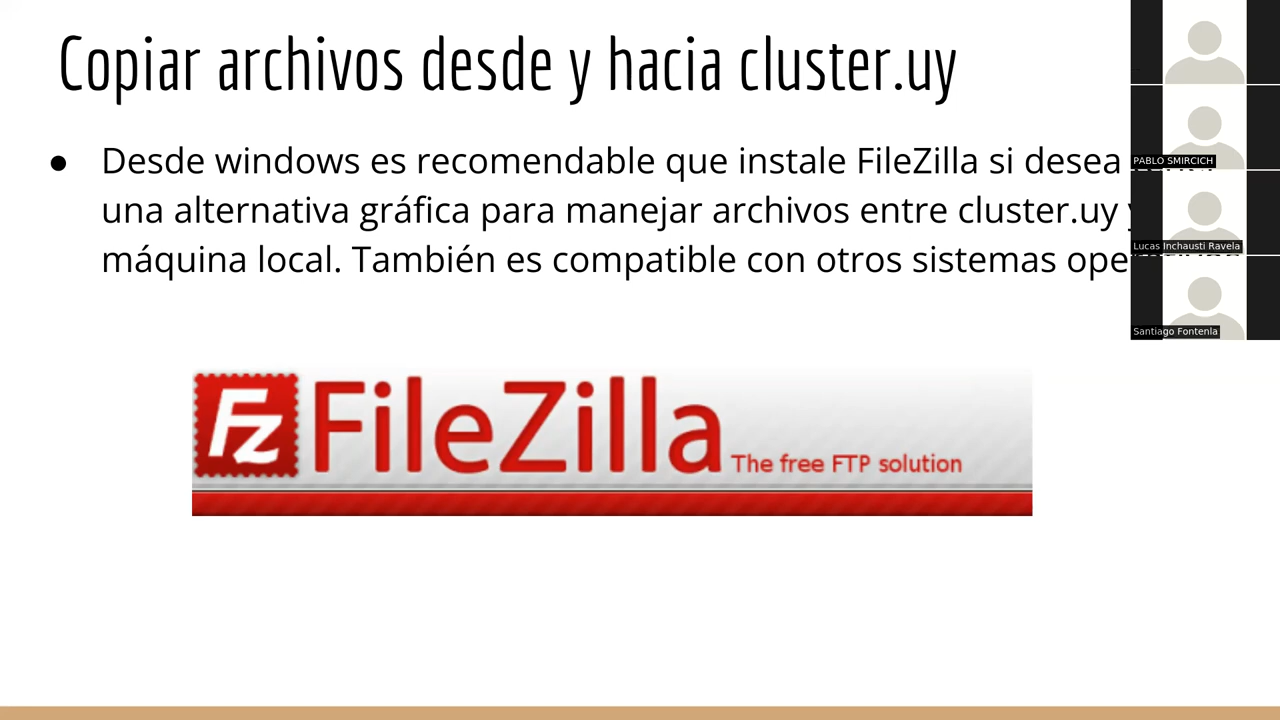 Copiar archivos desde y hacia cluster.uy
● Desde windows es recomendable que instale FileZilla si desea
una alternativa gráfica para manejar archivos entre cluster.uy y
máquina local. También es compatible con otros sistemas
FileZilla The free FTP solution
Fz
PABLO SMIRCICH
Lucas Inchausti Ravela
Santiago Fontenla